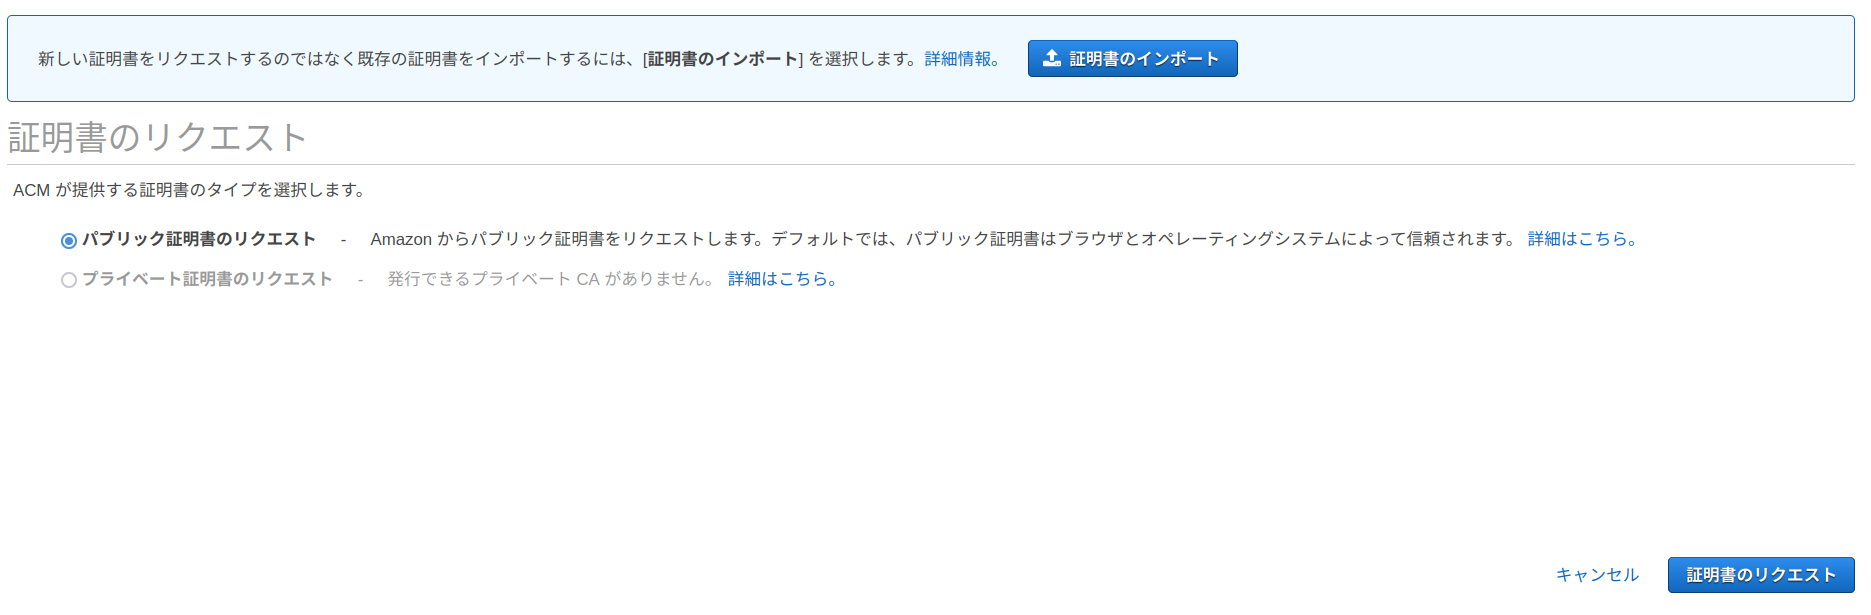 新しい証明書をリクエストするのではなく既存の証明書をインポートするには、[証明書のインポート] を選択します。詳細情報。 証明書のインポート
証明書のリクエスト
ACM が提供する証明書のタイプを選択します。
パブリック証明書のリクエスト - Amazon からパブリック証明書をリクエストします。デフォルトでは、パブリック証明書はブラウザとオペレーティングシステムによって信頼されます。 詳細はこちら。
プライベート証明書のリクエスト - 発行できるプライベート CA がありません。 詳細はこちら。
キャンセル 証明書のリクエスト